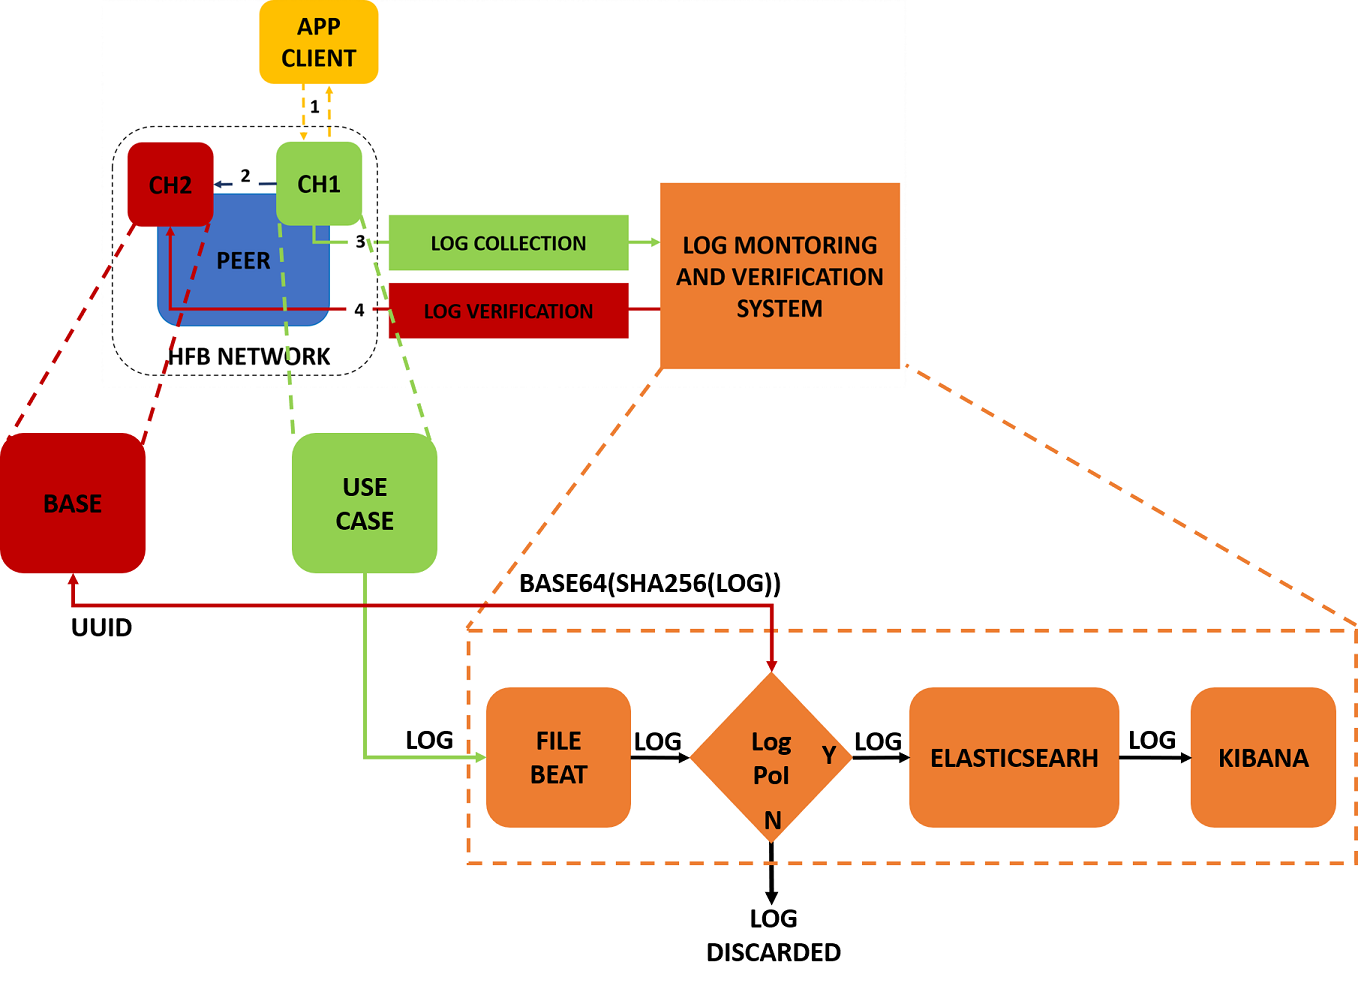 APP
CLIENT
1
CH2
2
CH1
PEER
3
LOG COLLECTION
4
LOG VERIFICATION
LOG MONTORING
AND VERIFICATION
SYSTEM
HFB NETWORK
BASE
USE
CASE
BASE64(SHA256(LOG))
UUID
LOG
FILE
BEAT
LOG
Log
PoI
Y
N
LOG
ELASTICSEARH
LOG
KIBANA
LOG
DISCARDED